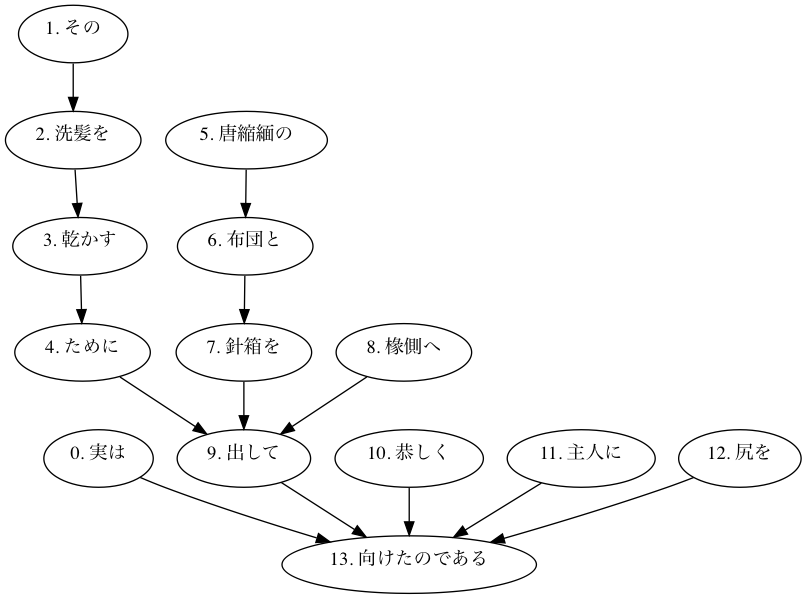 1. その
2. 洗髪を
5. 唐縮緬の
3. 乾かす
6. 布団と
4. ために
7. 針箱を
8. 椽側へ
0. 実は
9. 出して
10. 恭しく
11. 主人に
12. 尻を
13. 向けたのである